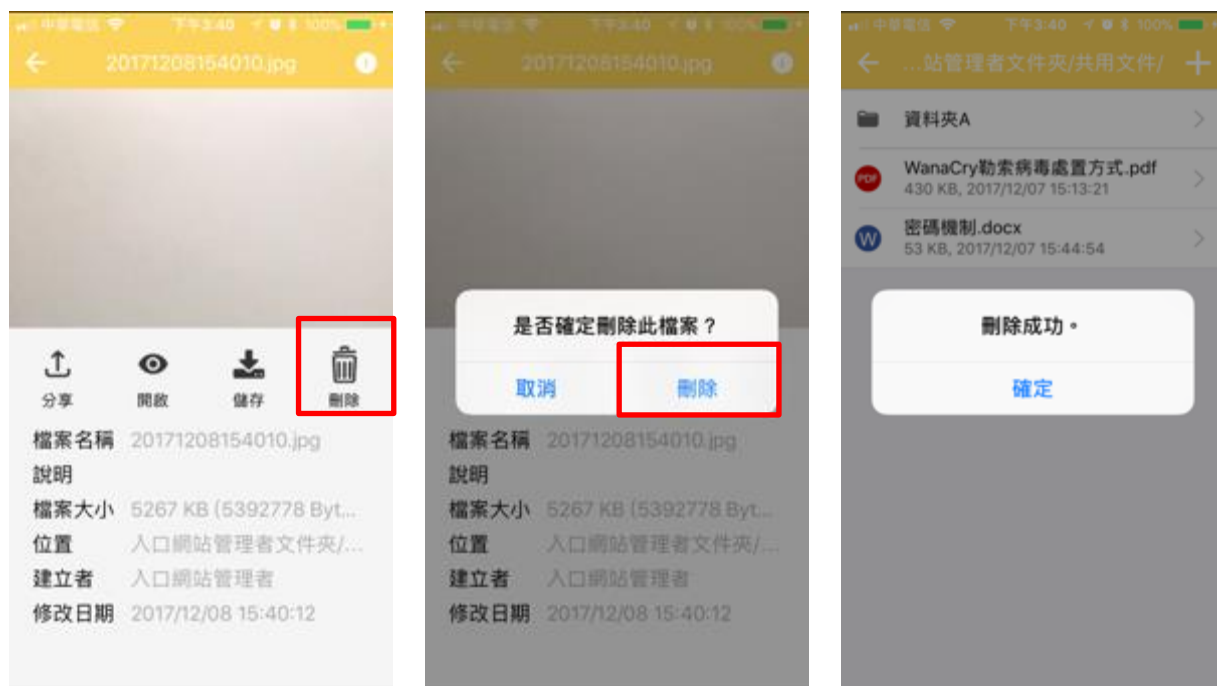 中華電信 下午3:40 100%
20171208154010.jpg
分享 開啟 儲存 刪除
檔案名稱 20171208154010.jpg
說明
檔案大小 5267 KB (5392778 Byt...
位置 人口網站管理者文件夾/...
建立者 人口網站管理者
修改日期 2017/12/08 15:40:12
中華電信 下午3:40 100%
20171208154010.jpg
是否確定刪除此檔案？
取消 刪除
檔案名稱 20171208154010.jpg
說明
檔案大小 5267 KB (5392778 Byt...
位置 人口網站管理者文件夾/...
建立者 人口網站管理者
修改日期 2017/12/08 15:40:12
中華電信 下午3:40 100%
...站管理者文件夾/共用文件/
資料夾A
PDF
WanaCry勒索病毒處置方式.pdf
430 KB, 2017/12/07 15:13:21
W
密碼機制.docx
53 KB, 2017/12/07 15:44:54
刪除成功。
確定